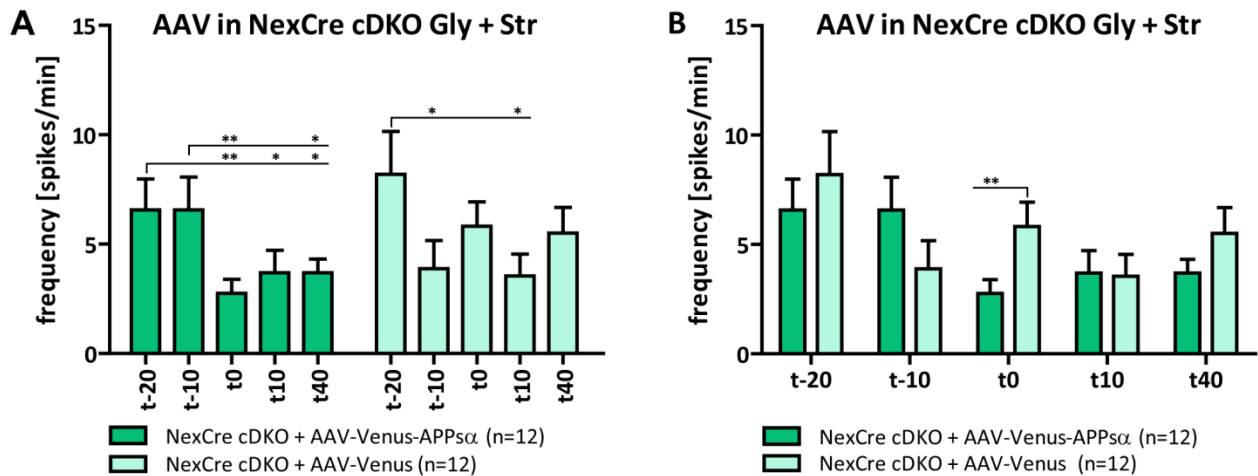 A
AAV in NexCre cDKO Gly + Str
frequency [spikes/min]
15
10
5
0
** *
** * *
* *
t-20 t-10 t0 t10 t40 t-20 t-10 t0 t10 t40
NexCre cDKO + AAV-Venus-APPsα (n=12)
NexCre cDKO + AAV-Venus (n=12)
B
AAV in NexCre cDKO Gly + Str
frequency [spikes/min]
15
10
5
0
**
t-20 t-10 t0 t10 t40
NexCre cDKO + AAV-Venus-APPsα (n=12)
NexCre cDKO + AAV-Venus (n=12)